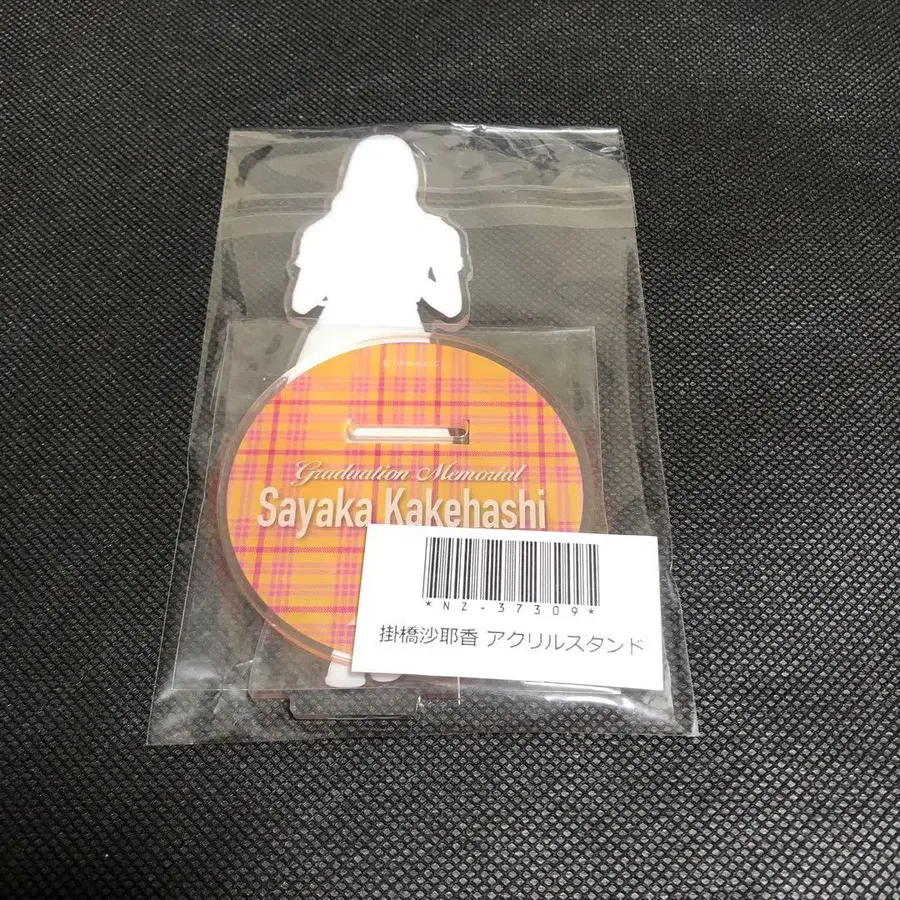 Graduation Memorial
Sayaka Kakehashi
*NZ-37309*
掛橋沙耶香 アクリルスタンド